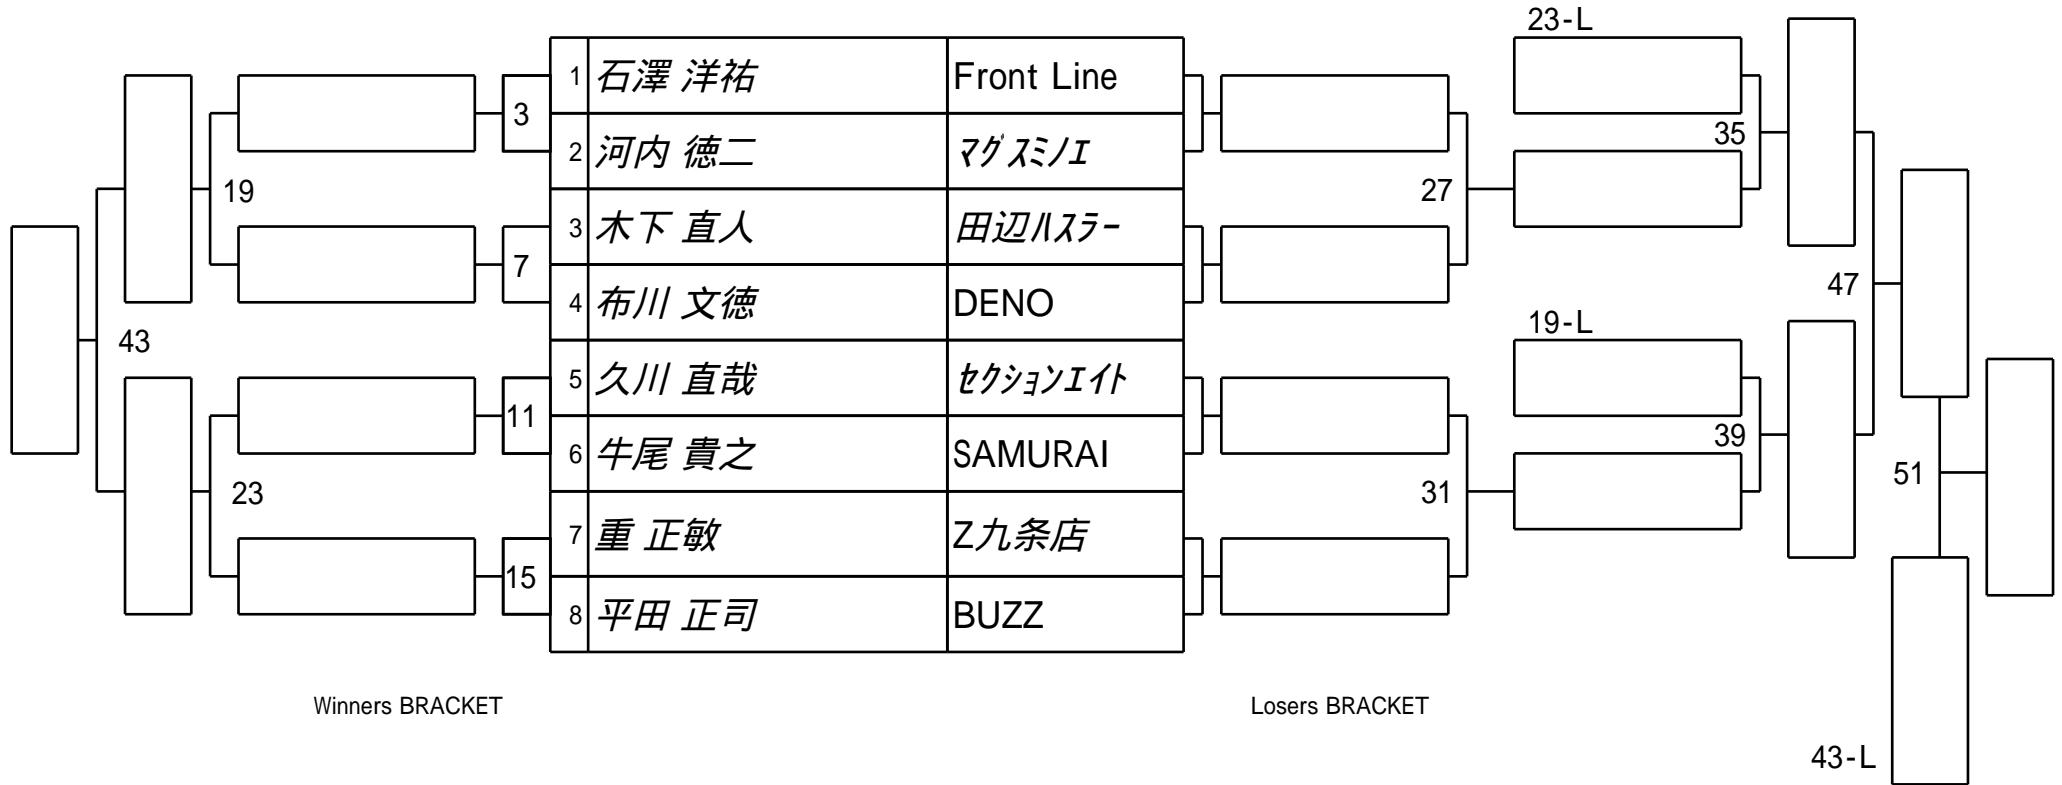 23-L
1 石澤 洋祐 Front Line
3
35
2 河内 徳二 ﾏｸﾞｽﾐﾉｴ
19
27
3 木下 直人 田辺ﾊｽﾗｰ
7
47
4 布川 文徳 DENO
19-L
43
5 久川 直哉 ｾｸｼｮﾝｴｲﾄ
11
39
6 牛尾 貴之 SAMURAI
51
23
31
7 重 正敏 Z九条店
15
8 平田 正司 BUZZ
Winners BRACKET
Losers BRACKET
43-L